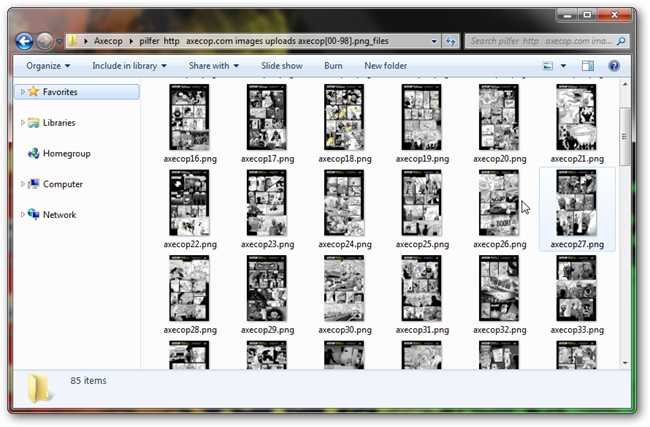 Axecop ▸ pilfer http axecop.com images uploads axecop[00-98].png_files
Search pilfer http axecop.com ima...
Organize Include in library Share with Slide show Burn New folder
Favorites
Libraries
Homegroup
Computer
Network
axecop16.png axecop17.png axecop18.png axecop19.png axecop20.png axecop21.png
axecop22.png axecop23.png axecop24.png axecop25.png axecop26.png axecop27.png
axecop28.png axecop29.png axecop30.png axecop31.png axecop32.png axecop33.png
85 items